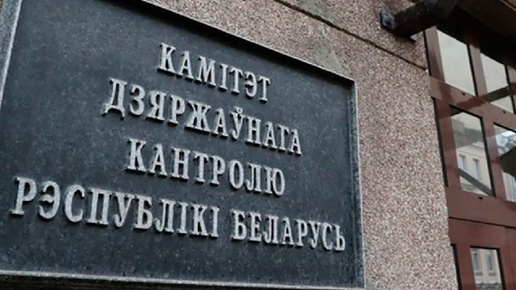 КАМІТЭТ
ДЗЯРЖАЎНАГА
КАНТРОЛЮ
РЭСПУБЛІКІ БЕЛАРУСЬ